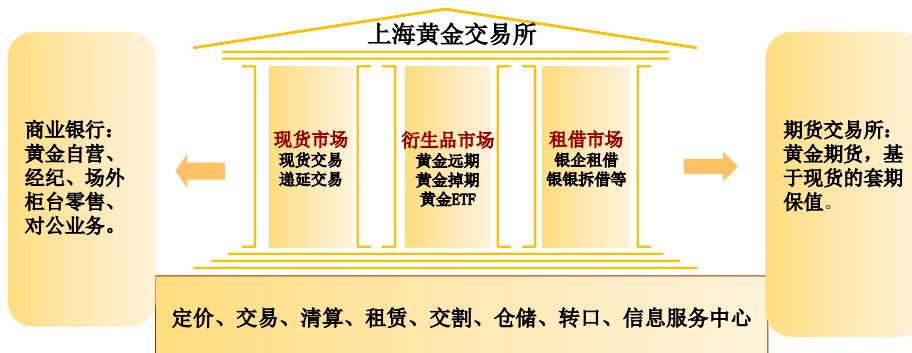 上海黄金交易所
商业银行：
黄金自营、
经纪、场外
柜台零售、
对公业务。
现货市场
现货交易
递延交易
衍生品市场
黄金远期
黄金掉期
黄金ETF
租借市场
银企租借
银银拆借等
期货交易所：
黄金期货，基
于现货的套期
保值。
定价、交易、清算、租赁、交割、仓储、转口、信息服务中心